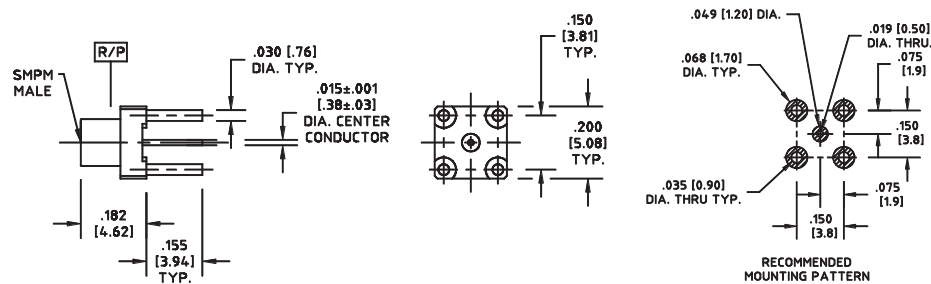 R/P
SMPM
MALE
.030 [.76]
DIA. TYP.
.015±.001
[.38±.03]
DIA. CENTER
CONDUCTOR
.182
[4.62]
.155
[3.94]
TYP.
.150
[3.81]
TYP.
.200
[5.08]
TYP.
.049 [1.20] DIA.
.019 [0.50]
DIA. THRU.
.068 [1.70]
DIA. TYP.
.075
[1.9]
.150
[3.8]
.035 [0.90]
DIA. THRU TYP.
.075
[1.9]
.150
[3.8]
RECOMMENDED
MOUNTING PATTERN